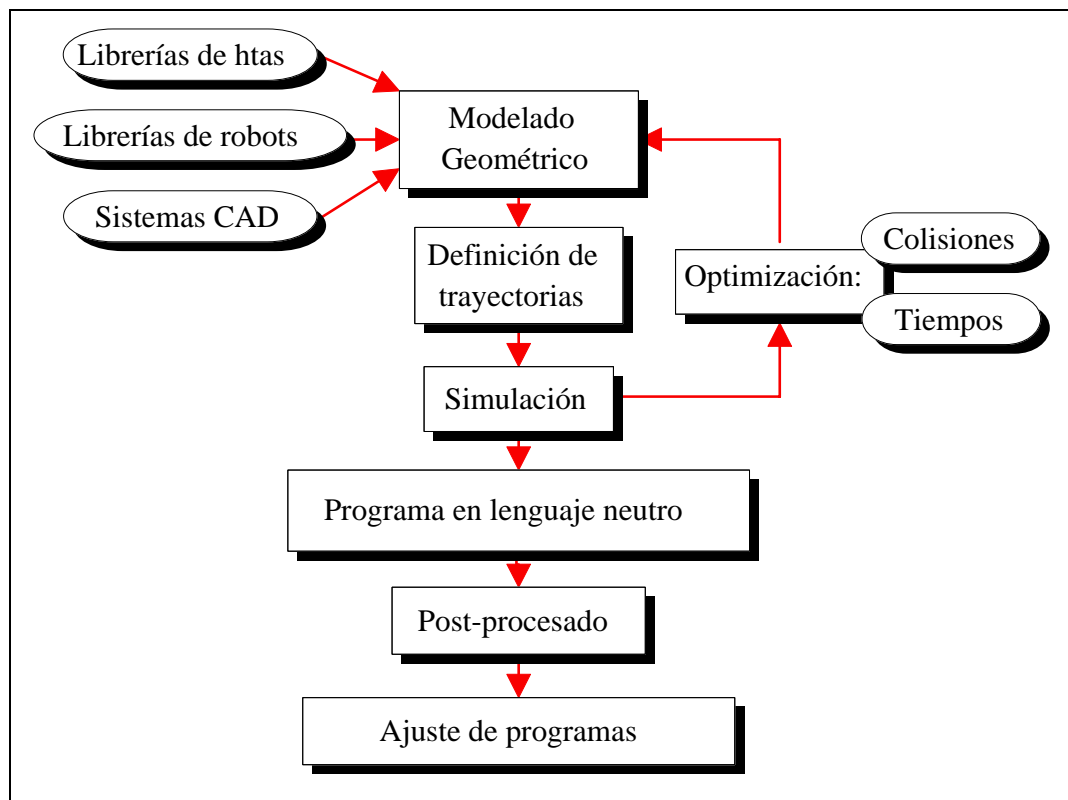 Librerías de htas
Modelado
Geométrico
Librerías de robots
Sistemas CAD
Definición de
trayectorias
Optimización:
Colisiones
Tiempos
Simulación
Programa en lenguaje neutro
Post-procesado
Ajuste de programas